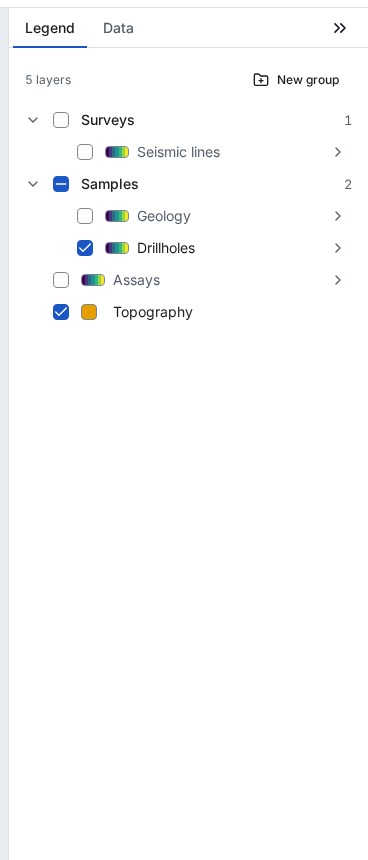 Legend Data
5 layers New group
Surveys 1
Seismic lines
Samples 2
Geology
Drillholes
Assays
Topography